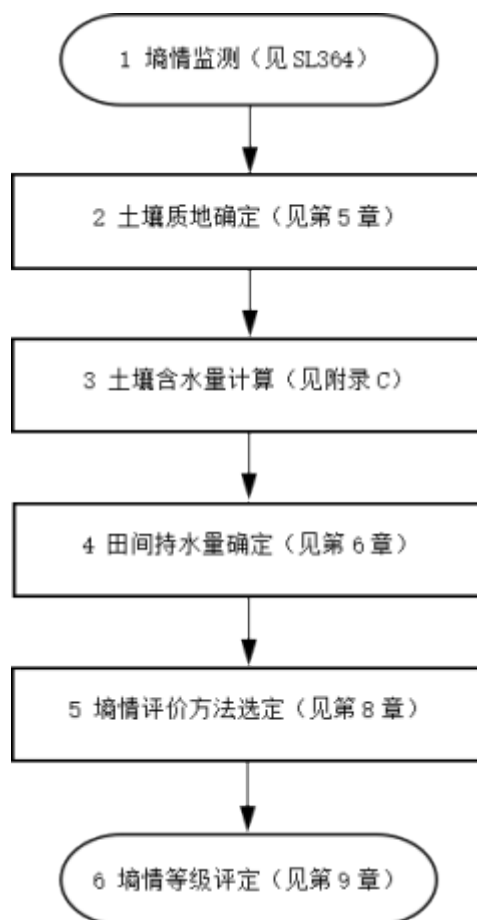 1 墒情监测（见SL364）
2 土壤质地确定（见第5章）
3 土壤含水量计算（见附录C）
4 田间持水量确定（见第6章）
5 墒情评价方法选定（见第8章）
6 墒情等级评定（见第9章）